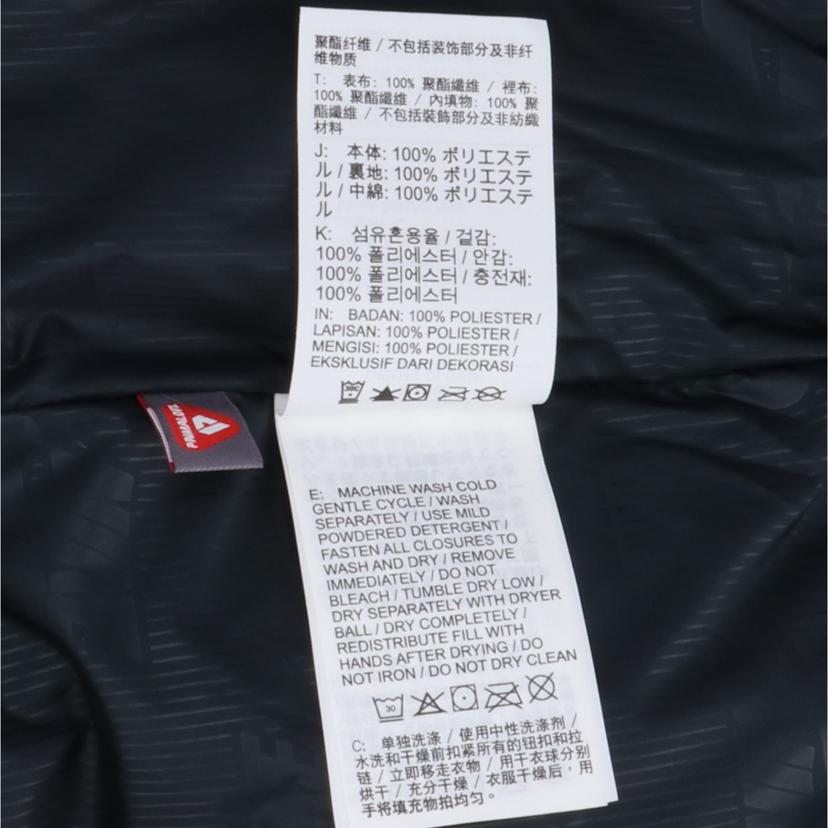 聚酯纤维 / 不包括装饰部分及非纤
维物质
T: 表布: 100% 聚酯纖維 / 裡布:
100% 聚酯纖維 / 內填物: 100% 聚
酯纖維 / 不包括裝飾部分及非紡織
材料
J: 本体: 100% ポリエステ
ル / 裏地: 100% ポリエステ
ル / 中綿: 100% ポリエステ
ル
K: 섬유혼용율 / 겉감:
100% 폴리에스터 / 안감:
100% 폴리에스터 / 충전재:
100% 폴리에스터
IN: BADAN: 100% POLIESTER /
LAPISAN: 100% POLIESTER /
MENGISI: 100% POLIESTER /
EKSKLUSIF DARI DEKORASI
30C
PRIMALOFT
E: MACHINE WASH COLD
GENTLE CYCLE / WASH
SEPARATELY / USE MILD
POWDERED DETERGENT /
FASTEN ALL CLOSURES TO
WASH AND DRY / REMOVE
IMMEDIATELY / DO NOT
BLEACH / TUMBLE DRY LOW /
DRY SEPARATELY WITH DRYER
BALL / DRY COMPLETELY /
REDISTRIBUTE FILL WITH
HANDS AFTER DRYING / DO
NOT IRON / DO NOT DRY CLEAN
30
C: 单独洗涤 / 使用中性洗涤剂 /
水洗和干燥前扣紧所有的钮扣和拉
链 / 立即移走衣物 / 用干衣球分别
烘干 / 充分干燥 / 衣服干燥后，用
手将填充物拍均匀。